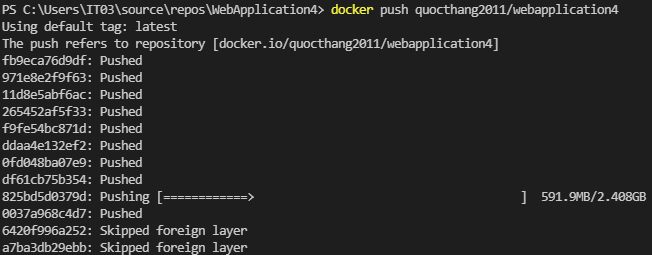 PS C:\Users\IT03\source\repos\WebApplication4> docker push quocthang2011/webapplication4
Using default tag: latest
The push refers to repository [docker.io/quocthang2011/webapplication4]
fb9eca76d9df: Pushed
971e8e2f9f63: Pushed
11d8e5abf6ac: Pushed
265452af5f33: Pushed
f9fe54bc871d: Pushed
ddaa4e132ef2: Pushed
0fd048ba07e9: Pushed
df61cb75b354: Pushed
825bd5d0379d: Pushing [============>                                      ]  591.9MB/2.408GB
0037a968c4d7: Pushed
6420f996a252: Skipped foreign layer
a7ba3db29ebb: Skipped foreign layer